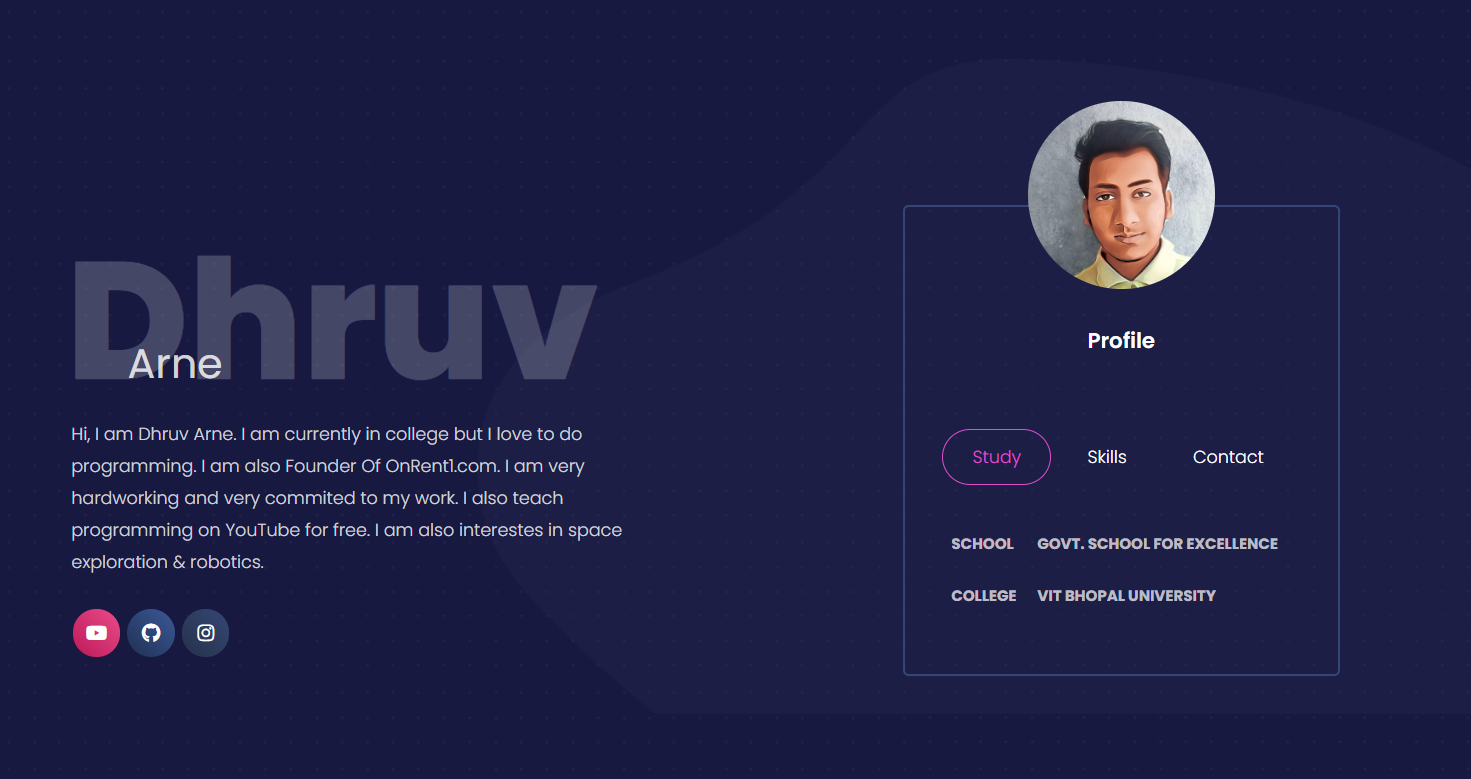 Dhruv
Arne
Hi, I am Dhruv Arne. I am currently in college but I love to do
programming. I am also Founder Of OnRent1.com. I am very
hardworking and very commited to my work. I also teach
programming on YouTube for free. I am also interestes in space
exploration & robotics.
Profile
Study Skills Contact
SCHOOL GOVT. SCHOOL FOR EXCELLENCE
COLLEGE VIT BHOPAL UNIVERSITY